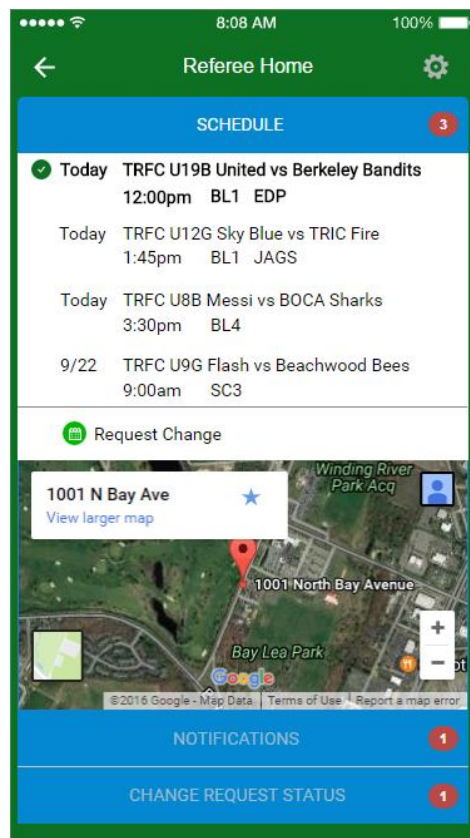 8:08 AM
100%
Referee Home
SCHEDULE
3
Today TRFC U19B United vs Berkeley Bandits
12:00pm BL1 EDP
Today TRFC U12G Sky Blue vs TRIC Fire
1:45pm BL1 JAGS
Today TRFC U8B Messi vs BOCA Sharks
3:30pm BL4
9/22 TRFC U9G Flash vs Beachwood Bees
9:00am SC3
Request Change
Winding River
Park Acq
1001 N Bay Ave
View larger map
1001 North Bay Avenue
+
−
Bay Lea Park
Google
©2016 Google - Map Data
Terms of Use
Report a map error
NOTIFICATIONS
1
CHANGE REQUEST STATUS
1